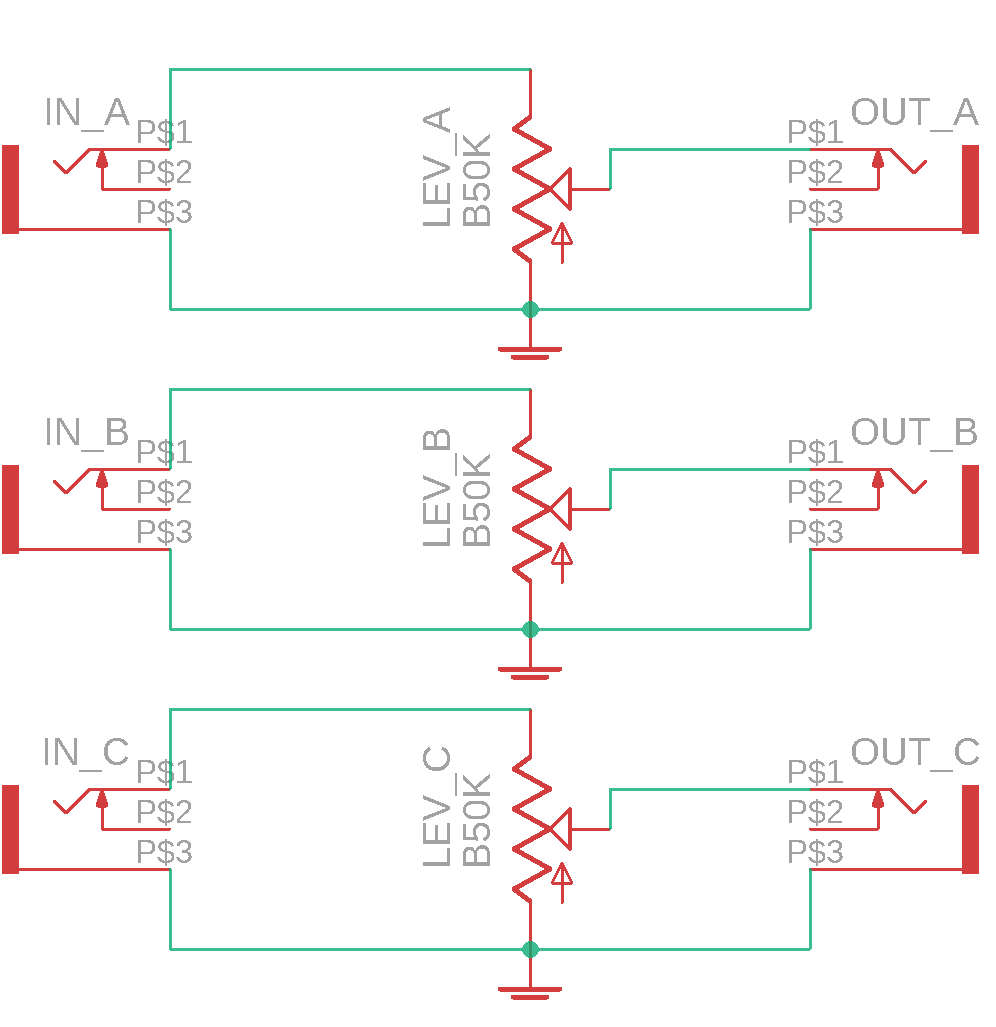 IN_A
P$1
P$2
P$3
LEV_A
B50K
OUT_A
P$1
P$2
P$3
IN_B
P$1
P$2
P$3
LEV_B
B50K
OUT_B
P$1
P$2
P$3
IN_C
P$1
P$2
P$3
LEV_C
B50K
OUT_C
P$1
P$2
P$3